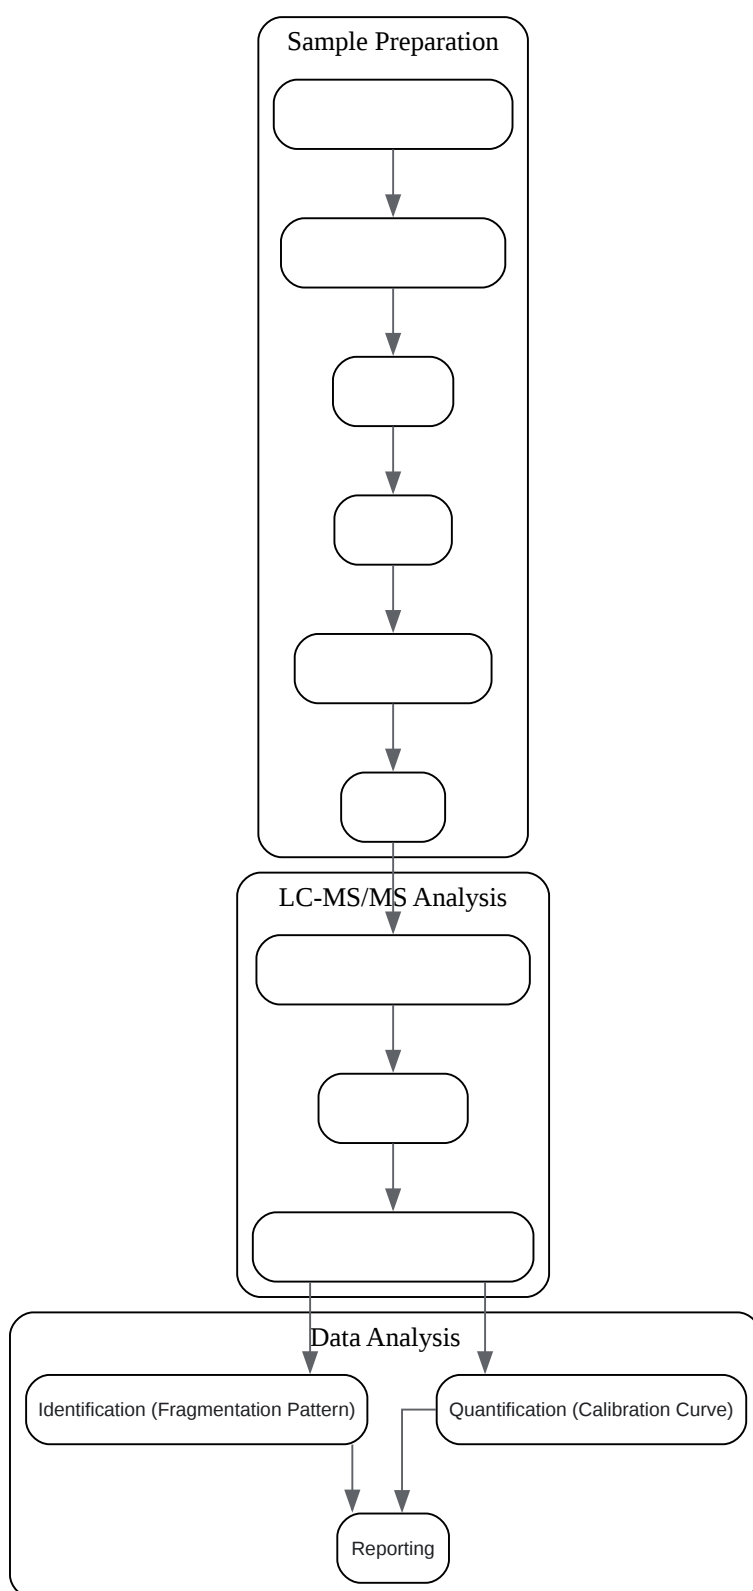 Sample Preparation
LC-MS/MS Analysis
Data Analysis
Identification (Fragmentation Pattern)
Quantification (Calibration Curve)
Reporting